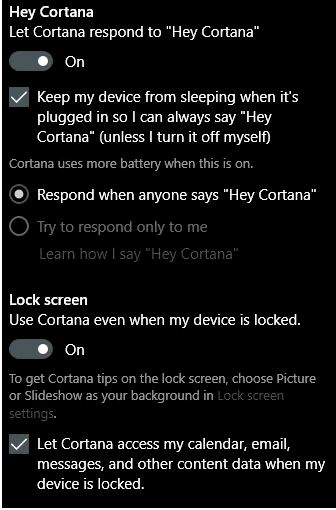 Hey Cortana
Let Cortana respond to "Hey Cortana"
On
Keep my device from sleeping when it's
plugged in so I can always say "Hey
Cortana" (unless I turn it off myself)
Cortana uses more battery when this is on.
Respond when anyone says "Hey Cortana"
Try to respond only to me
Learn how I say "Hey Cortana"
Lock screen
Use Cortana even when my device is locked.
On
To get Cortana tips on the lock screen, choose Picture
or Slideshow as your background in Lock screen
settings.
Let Cortana access my calendar, email,
messages, and other content data when my
device is locked.